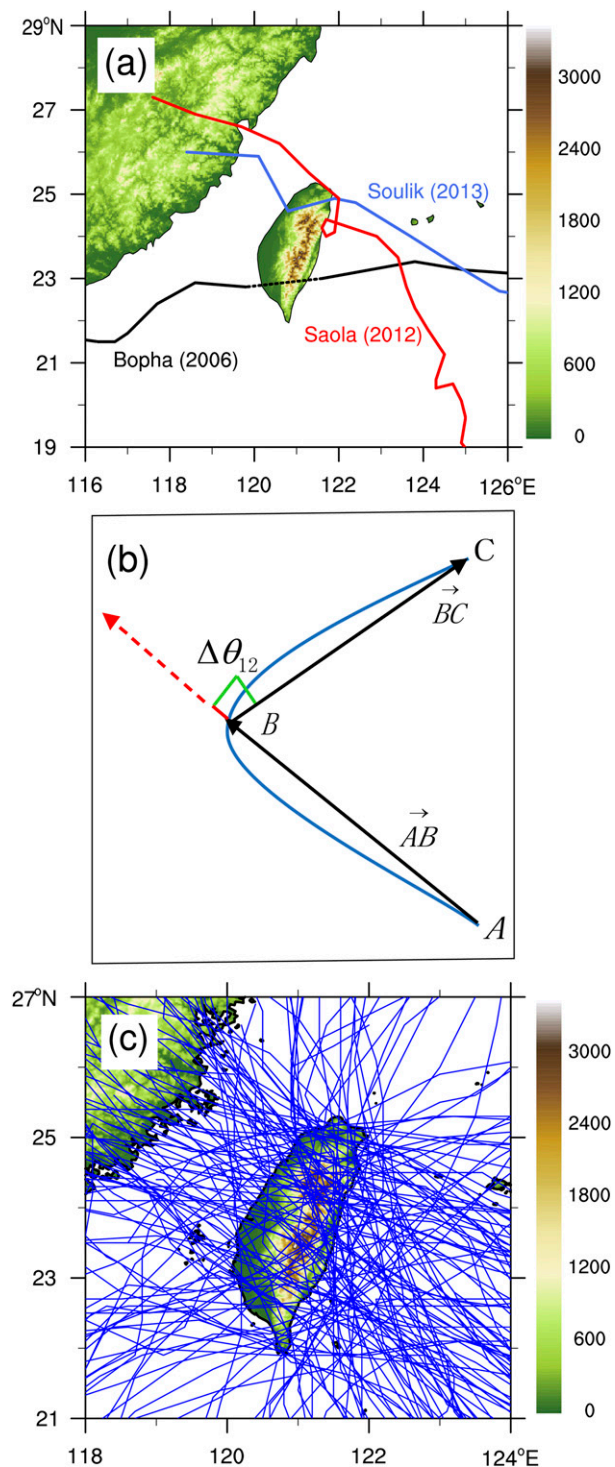 29°N
(a)
3000
27
2400
Soulik (2013)
25
1800
23
1200
Saola (2012)
21
600
Bopha (2006)
19
0
116 118 120 122 124 126°E
(b)
C
BC
Δθ12
B
AB
A
27°N
(c)
3000
25
2400
1800
23
1200
600
21
0
118 120 122 124°E